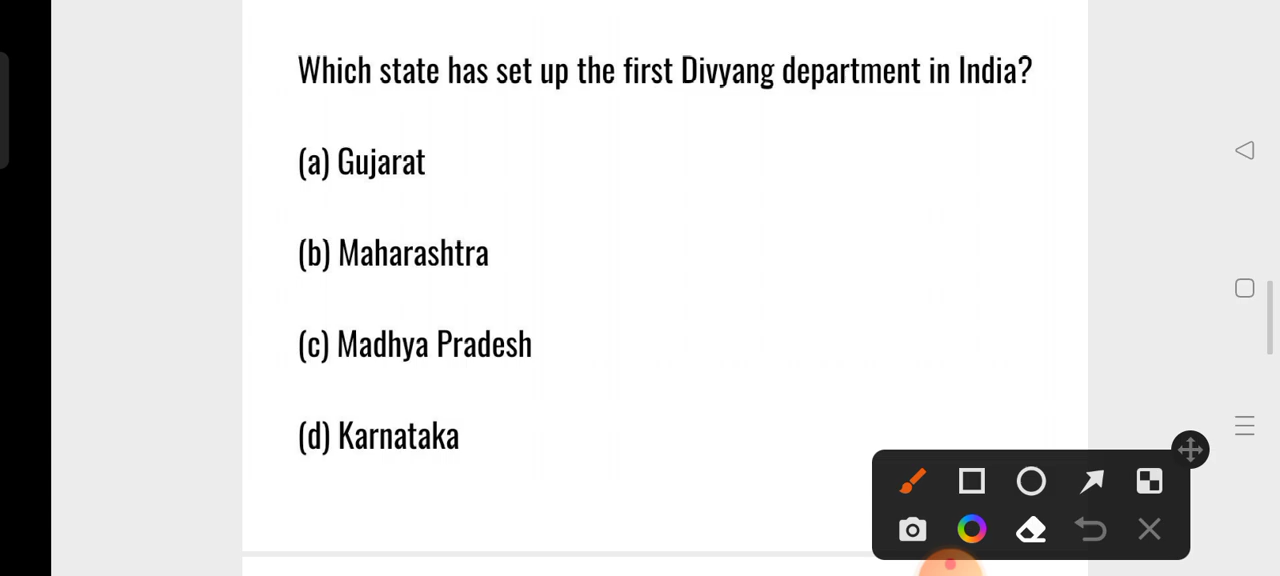 Which state has set up the first Divyang department in India?
(a) Gujarat
(b) Maharashtra
(c) Madhya Pradesh
(d) Karnataka